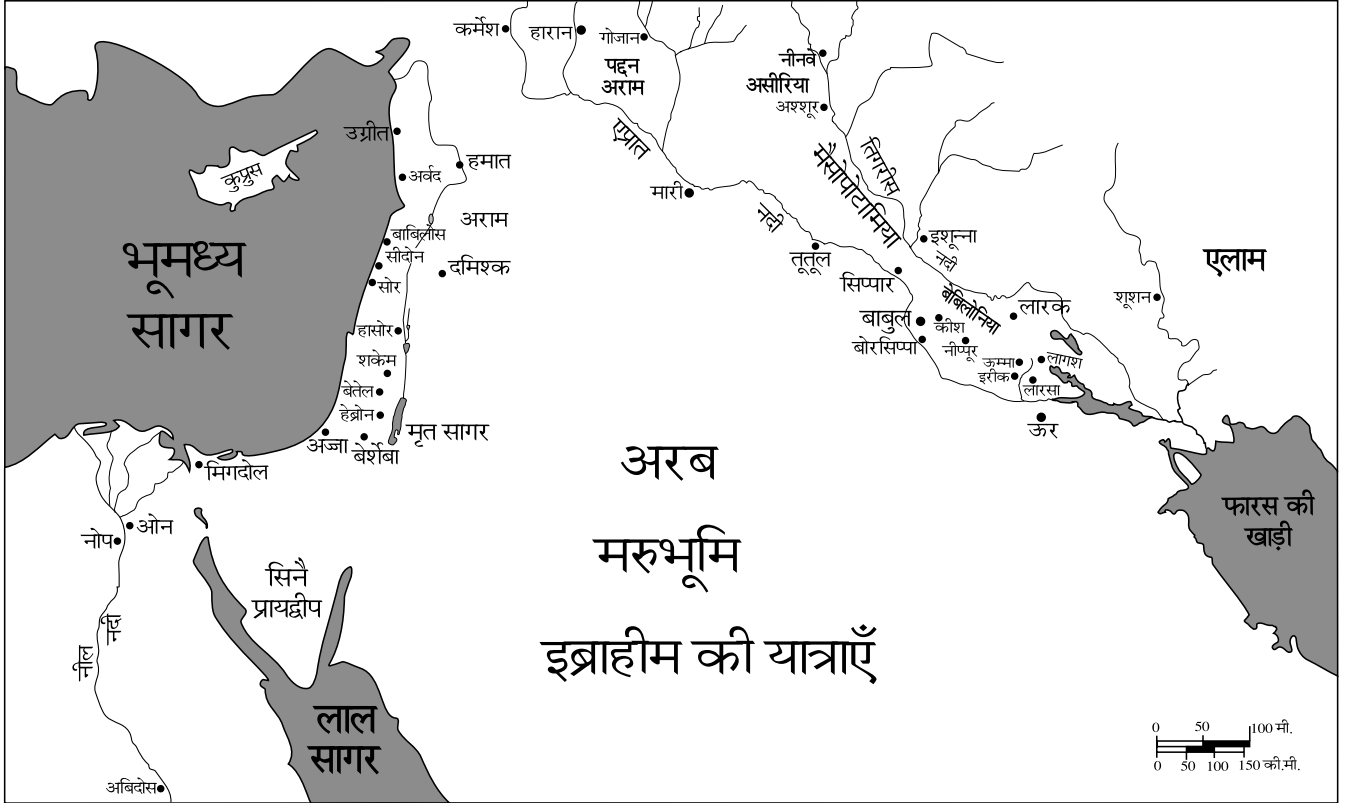 कर्मेश
हारान
गोजान
पद्दन
अराम
नीनवे
असीरिया
अश्शूर
एप्रात
नदी
तिगरीस
नदी
मैसोपोटामिया
उग्रीत
कुप्रुस
अर्वद
हमात
अराम
बाबिलोस
सीदोन
दमिश्क
सोर
मारी
तूतूल
इशून्ना
सिप्पार
बेबिलोनिया
बाबुल
कीश
बोरसिप्पा
नीप्पूर
लारक
शूशन
एलाम
ऊम्मा
लागश
इरीक
लारसा
ऊर
भूमध्य
सागर
हासोर
शकेम
बेतेल
हेब्रोन
मृत सागर
अज्जा
बेर्शेबा
मिगदोल
ओन
नोप
सिनै
प्रायद्वीप
नील
नदी
लाल
सागर
अबिदोस
अरब
मरुभूमि
इब्राहीम की यात्राएँ
फारस की
खाड़ी
0 50 100 मी.
0 50 100 150 की.मी.